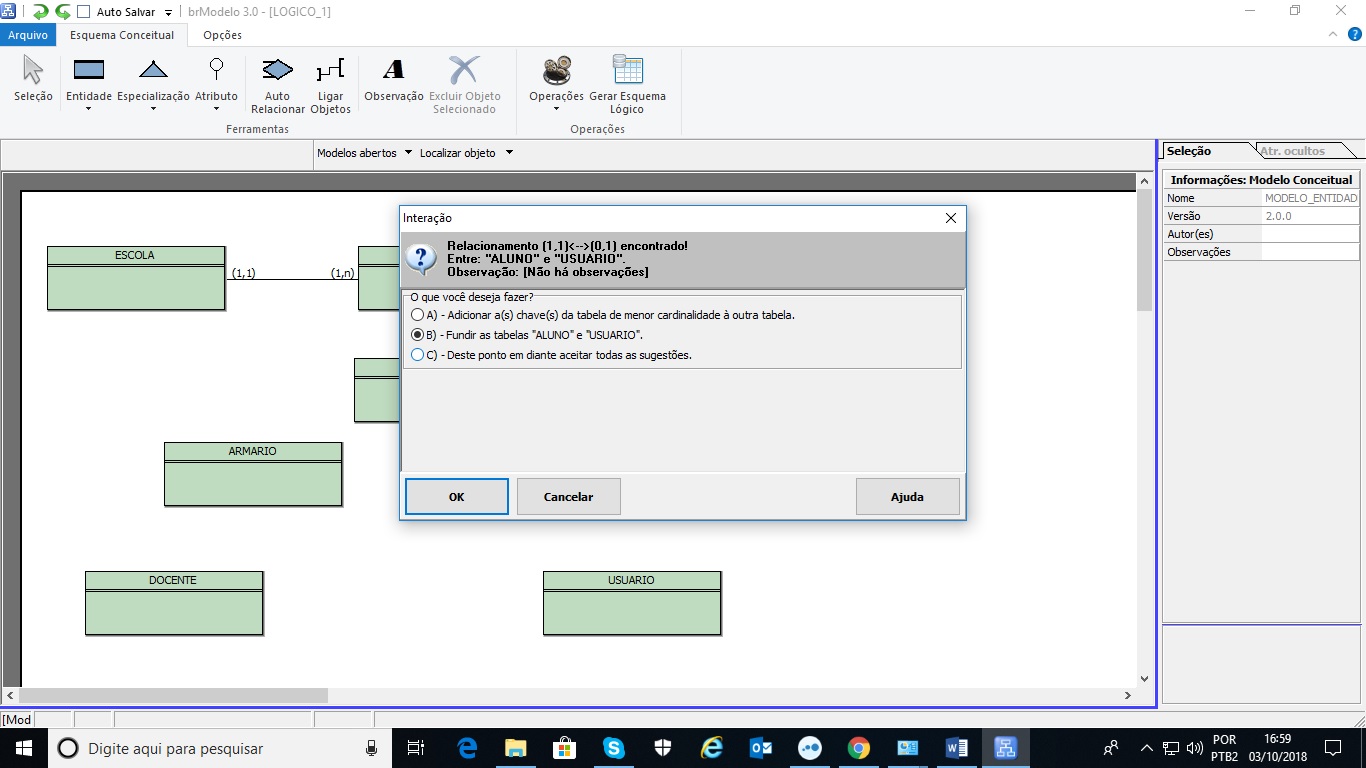 Auto Salvar
brModelo 3.0 - [LOGICO_1]
Arquivo
Esquema Conceitual
Opções
Seleção
Entidade
Especialização
Atributo
Auto
Relacionar
Ligar
Objetos
Observação
Excluir Objeto
Selecionado
Operações
Gerar Esquema
Lógico
Ferramentas
Operações
Modelos abertos
Localizar objeto
Seleção
Atr. ocultos
Informações: Modelo Conceitual
Nome MODELO_ENTIDAD
Versão 2.0.0
Autor(es)
Observações
ESCOLA
(1,1)
(1,n)
ARMARIO
DOCENTE
USUARIO
Interação
Relacionamento (1,1)<-->(0,1) encontrado!
Entre: "ALUNO" e "USUARIO".
Observação: [Não há observações]
O que você deseja fazer?
A) - Adicionar a(s) chave(s) da tabela de menor cardinalidade à outra tabela.
B) - Fundir as tabelas "ALUNO" e "USUARIO".
C) - Deste ponto em diante aceitar todas as sugestões.
OK
Cancelar
Ajuda
[Mod
Digite aqui para pesquisar
POR
PTB2
16:59
03/10/2018